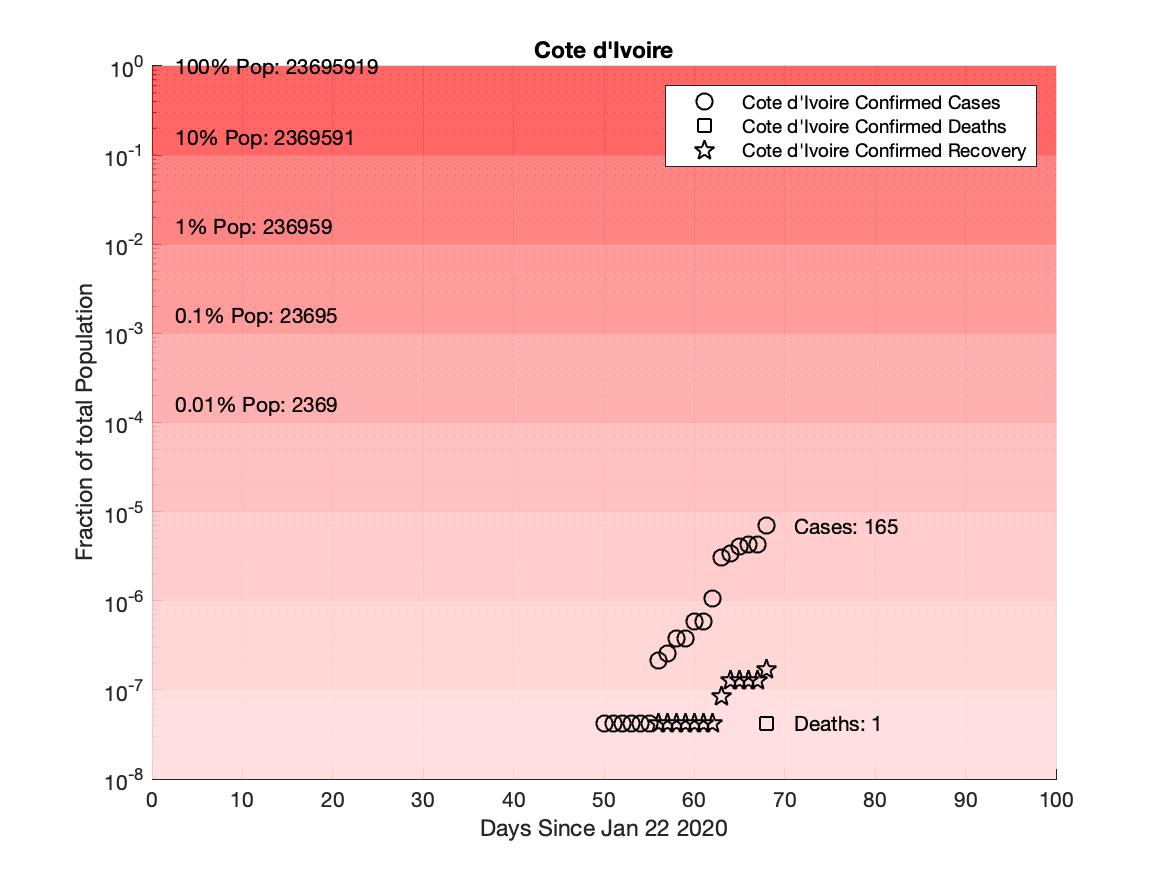 Cote d'Ivoire
10^0
100% Pop: 23695919
Cote d'Ivoire Confirmed Cases
Cote d'Ivoire Confirmed Deaths
Cote d'Ivoire Confirmed Recovery
10% Pop: 2369591
10^-1
1% Pop: 236959
10^-2
0.1% Pop: 23695
10^-3
0.01% Pop: 2369
10^-4
10^-5
Cases: 165
10^-6
10^-7
Deaths: 1
10^-8
Fraction of total Population
0 10 20 30 40 50 60 70 80 90 100
Days Since Jan 22 2020